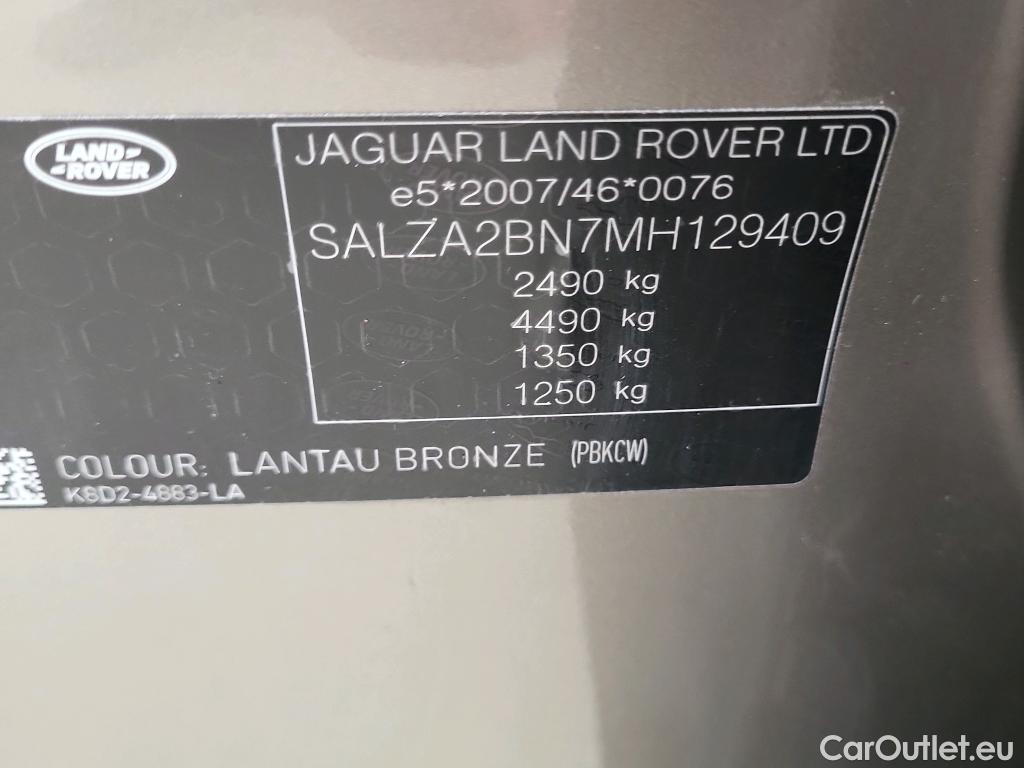 LAND-
-ROVER
JAGUAR LAND ROVER LTD
e5*2007/46*0076
SALZA2BN7MH129409
2490 kg
4490 kg
1350 kg
1250 kg
COLOUR: LANTAU BRONZE (PBKCW)
K8D2-4883-LA
CarOutlet.eu